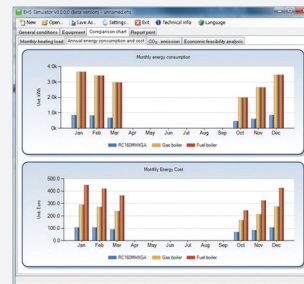 EHS Simulator v1.0.0.0 (Beta version) - unnamed.ehs
New Open.. Save As.. Settings.. Exit Technical info. Language
General conditions Equipment Comparison chart Report print
Monthly heating load Annual energy consumption and cost CO₂ - emission Economic feasibility analysis
Monthly energy consumption
4.0k
3.0k
2.0k
1.0k
.0k
Unit, kWh
Jan Feb Mar Apr May Jun Jul Aug Sep Oct Nov Dec
Gas boiler Fuel boiler
Monthly Energy Cost
500.0
400.0
300.0
200.0
100.0
.0
Unit, Euro
Jan Feb Mar Apr May Jun Jul Aug Sep Oct Nov Dec
Gas boiler Fuel boiler